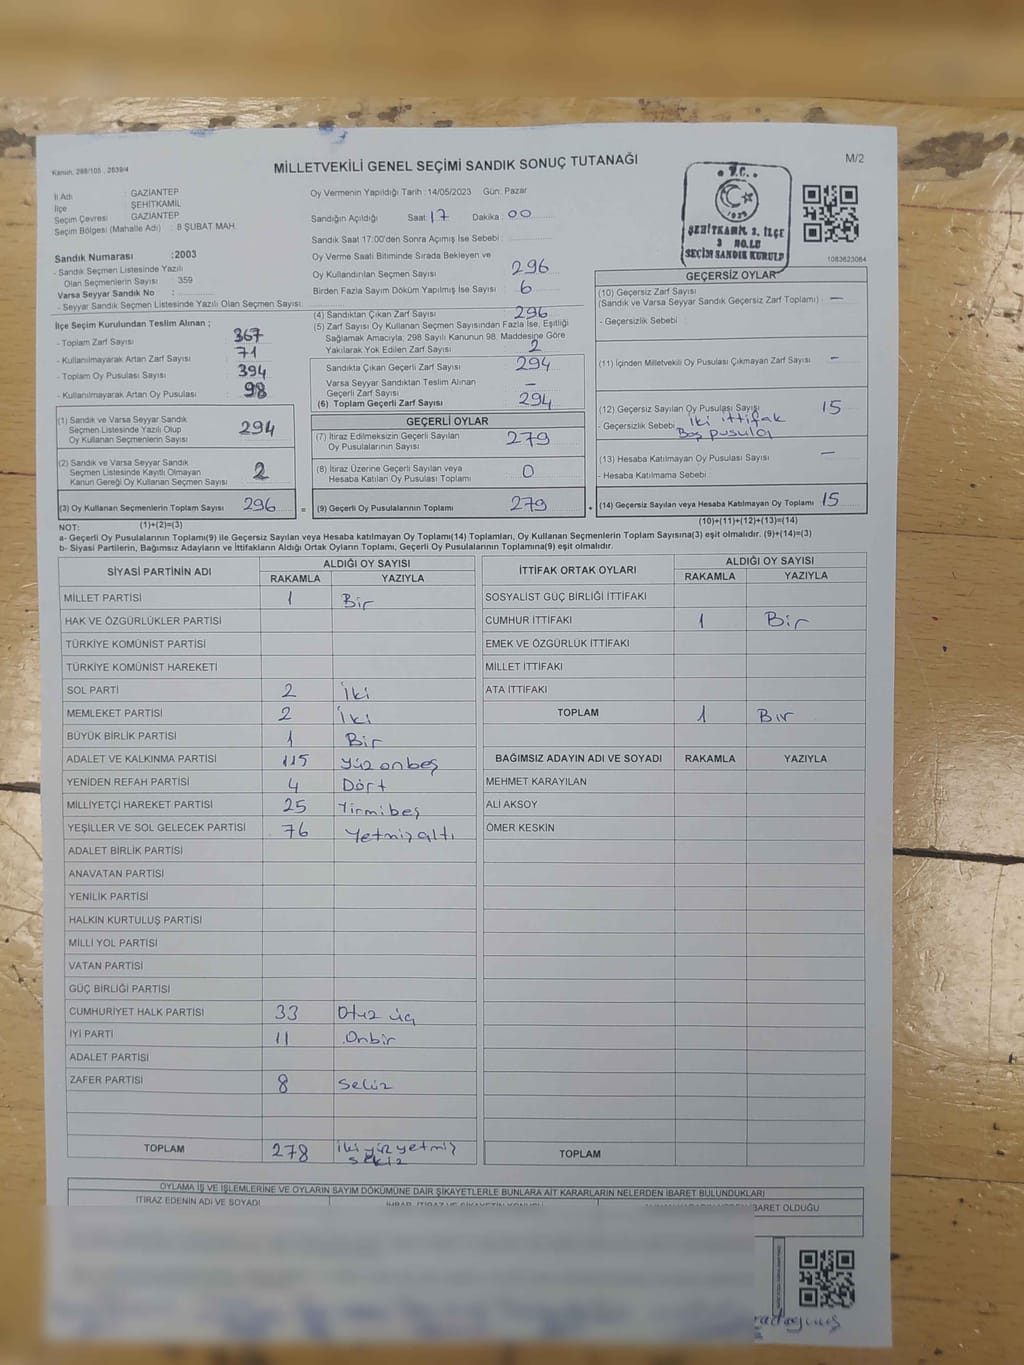 Kanun, 298/105 , 2839/4
MİLLETVEKİLİ GENEL SEÇİMİ SANDIK SONUÇ TUTANAĞI
M/2
İl Adı : GAZİANTEP
İlçe : ŞEHİTKAMİL
Seçim Çevresi : GAZİANTEP
Seçim Bölgesi (Mahalle Adı) : 8 ŞUBAT MAH.
Sandık Numarası :2003
- Sandık Seçmen Listesinde Yazılı
Olan Seçmenlerin Sayısı : 359
Varsa Seyyar Sandık No :
- Seyyar Sandık Seçmen Listesinde Yazılı Olan Seçmen Sayısı:
Oy Vermenin Yapıldığı Tarih : 14/05/2023 Gün: Pazar
Sandığın Açıldığı Saat: 17 Dakika : 00
Sandık Saat 17:00'den Sonra Açımış İse Sebebi :
Oy Verme Saati Bitiminde Sırada Bekleyen ve
Oy Kullandırılan Seçmen Sayısı : 296
Birden Fazla Sayım Döküm Yapılmış İse Sayısı : 6
T.C.
1923
ŞEHİTKAMİL 3. İLÇE
3 NO.LU
SEÇİM SANDIK KURULU
1083623064
İlçe Seçim Kurulundan Teslim Alınan ;
- Toplam Zarf Sayısı : 367
- Kullanılmayarak Artan Zarf Sayısı : 71
- Toplam Oy Pusulası Sayısı : 394
- Kullanılmayarak Artan Oy Pusulası : 98
(4) Sandıktan Çıkan Zarf Sayısı : 296
(5) Zarf Sayısı Oy Kullanan Seçmen Sayısından Fazla İse, Eşitliği
Sağlamak Amacıyla, 298 Sayılı Kanunun 98. Maddesine Göre
Yakılarak Yok Edilen Zarf Sayısı : 2
Sandıkta Çıkan Geçerli Zarf Sayısı : 294
Varsa Seyyar Sandıktan Teslim Alınan
Geçerli Zarf Sayısı : —
(6) Toplam Geçerli Zarf Sayısı : 294
GEÇERSİZ OYLAR
(10) Geçersiz Zarf Sayısı
(Sandık ve Varsa Seyyar Sandık Geçersiz Zarf Toplamı) : —
- Geçersizlik Sebebi :
(11) İçinden Milletvekili Oy Pusulası Çıkmayan Zarf Sayısı : -
(12) Geçersiz Sayılan Oy Pusulası Sayısı : 15
- Geçersizlik Sebebi : İki ittifak
Boş pusula
(13) Hesaba Katılmayan Oy Pusulası Sayısı : —
- Hesaba Katılmama Sebebi :
(14) Geçersiz Sayılan veya Hesaba Katılmayan Oy Toplamı : 15
(10)+(11)+(12)+(13)=(14)
(1) Sandık ve Varsa Seyyar Sandık
Seçmen Listesinde Yazılı Olup
Oy Kullanan Seçmenlerin Sayısı : 294
(2) Sandık ve Varsa Seyyar Sandık
Seçmen Listesinde Kayıtlı Olmayan
Kanun Gereği Oy Kullanan Seçmen Sayısı : 2
(3) Oy Kullanan Seçmenlerin Toplam Sayısı : 296
(1)+(2)=(3)
GEÇERLİ OYLAR
(7) İtiraz Edilmeksizin Geçerli Sayılan
Oy Pusulalarının Sayısı : 279
(8) İtiraz Üzerine Geçerli Sayılan veya
Hesaba Katılan Oy Pusulası Toplamı : 0
(9) Geçerli Oy Pusulalarının Toplamı : 279
NOT:
a- Geçerli Oy Pusulalarının Toplamı(9) ile Geçersiz Sayılan veya Hesaba katılmayan Oy Toplamı(14) Toplamları, Oy Kullanan Seçmenlerin Toplam Sayısına(3) eşit olmalıdır. (9)+(14)=(3)
b- Siyasi Partilerin, Bağımsız Adayların ve İttifakların Aldığı Ortak Oyların Toplamı, Geçerli Oy Pusulalarının Toplamına(9) eşit olmalıdır.
SİYASİ PARTİNİN ADI ALDIĞI OY SAYISI
RAKAMLA YAZIYLA
MİLLET PARTİSİ 1 Bir
HAK VE ÖZGÜRLÜKLER PARTİSİ
TÜRKİYE KOMÜNİST PARTİSİ
TÜRKİYE KOMÜNİST HAREKETİ
SOL PARTİ 2 İki
MEMLEKET PARTİSİ 2 İki
BÜYÜK BİRLİK PARTİSİ 1 Bir
ADALET VE KALKINMA PARTİSİ 115 yüz onbeş
YENİDEN REFAH PARTİSİ 4 Dört
MİLLİYETÇİ HAREKET PARTİSİ 25 Yirmibeş
YEŞİLLER VE SOL GELECEK PARTİSİ 76 Yetmiş altı
ADALET BİRLİK PARTİSİ
ANAVATAN PARTİSİ
YENİLİK PARTİSİ
HALKIN KURTULUŞ PARTİSİ
MİLLİ YOL PARTİSİ
VATAN PARTİSİ
GÜÇ BİRLİĞİ PARTİSİ
CUMHURİYET HALK PARTİSİ 33 Otuz üç
İYİ PARTİ 11 Onbir
ADALET PARTİSİ
ZAFER PARTİSİ 8 Sekiz
TOPLAM 278 iki yüz yetmiş
sekiz
İTTİFAK ORTAK OYLARI ALDIĞI OY SAYISI
RAKAMLA YAZIYLA
SOSYALİST GÜÇ BİRLİĞİ İTTİFAKI
CUMHUR İTTİFAKI 1 Bir
EMEK VE ÖZGÜRLÜK İTTİFAKI
MİLLET İTTİFAKI
ATA İTTİFAKI
TOPLAM 1 Bir
BAĞIMSIZ ADAYIN ADI VE SOYADI RAKAMLA YAZIYLA
MEHMET KARAYILAN
ALİ AKSOY
ÖMER KESKİN
TOPLAM
OYLAMA İŞ VE İŞLEMLERİNE VE OYLARIN SAYIM DÖKÜMÜNE DAİR ŞİKAYETLERLE BUNLARA AİT KARARLARIN NELERDEN İBARET BULUNDUKLARI
İTİRAZ EDENİN ADI VE SOYADI
İBARET OLDUĞU